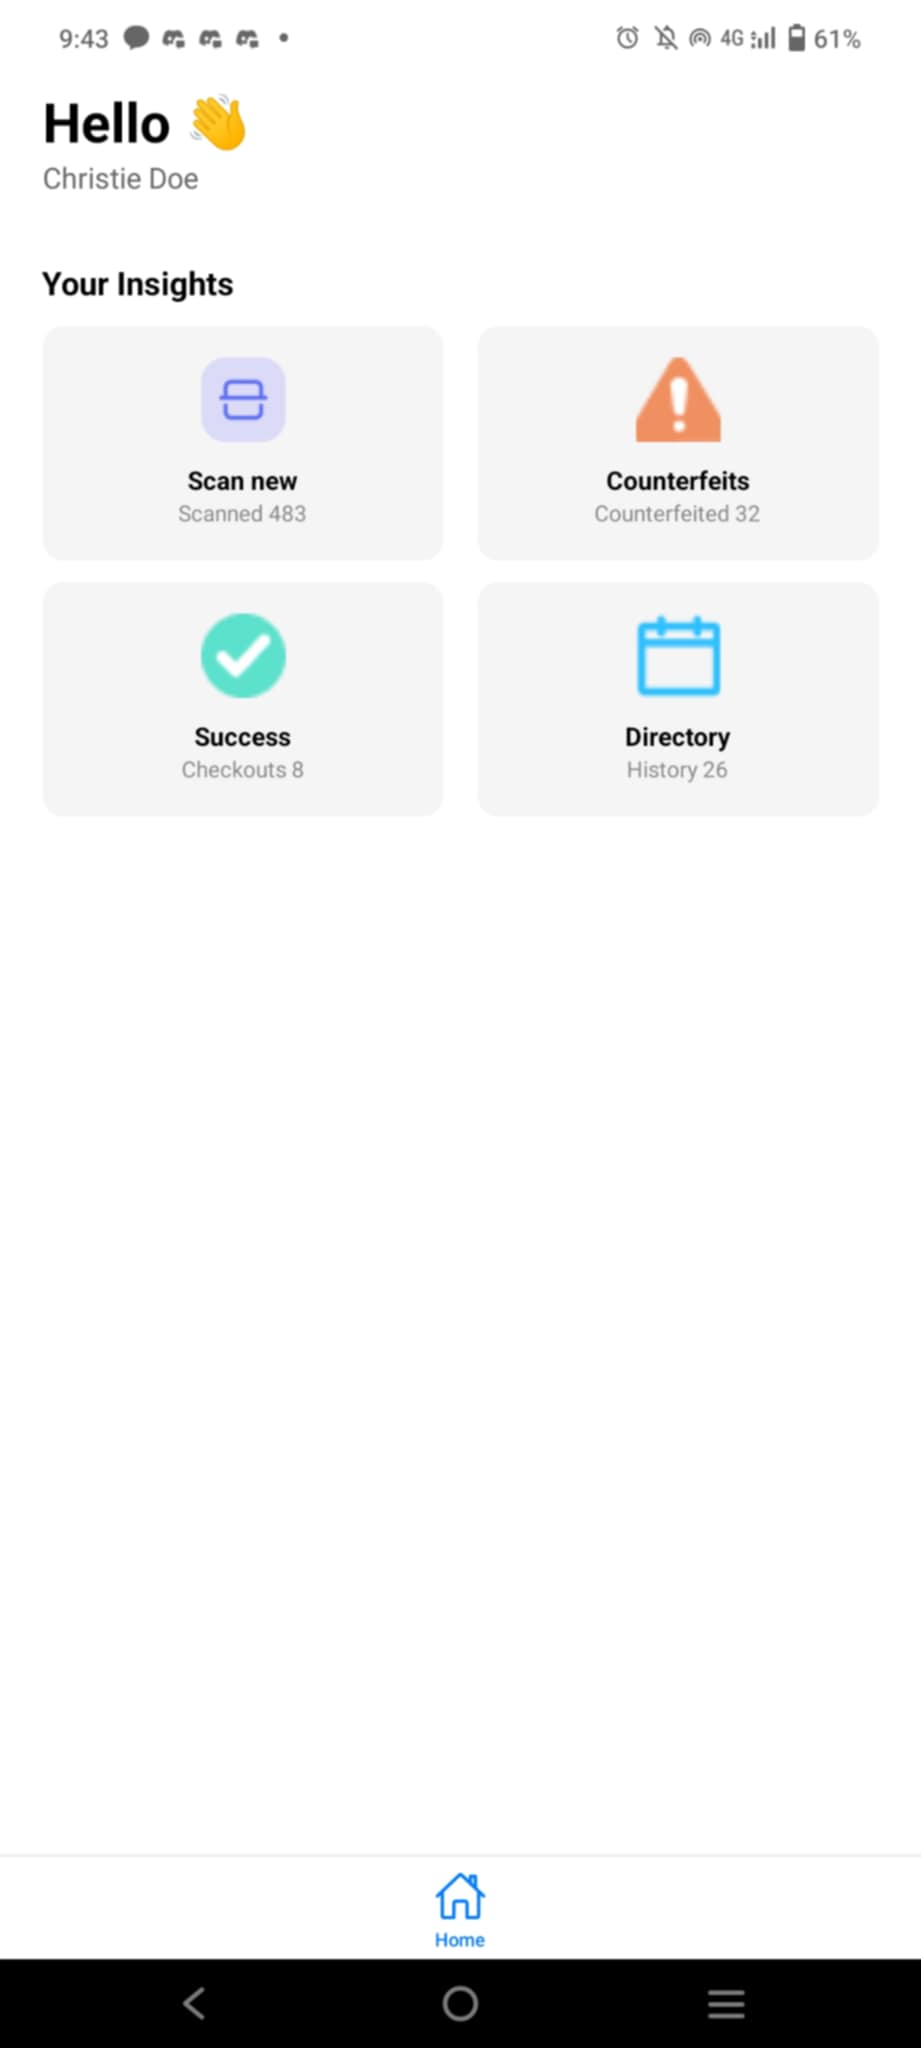 9:43 4G 61%
Hello 👋
Christie Doe
Your Insights
Scan new
Scanned 483
Counterfeits
Counterfeited 32
Success
Checkouts 8
Directory
History 26
Home